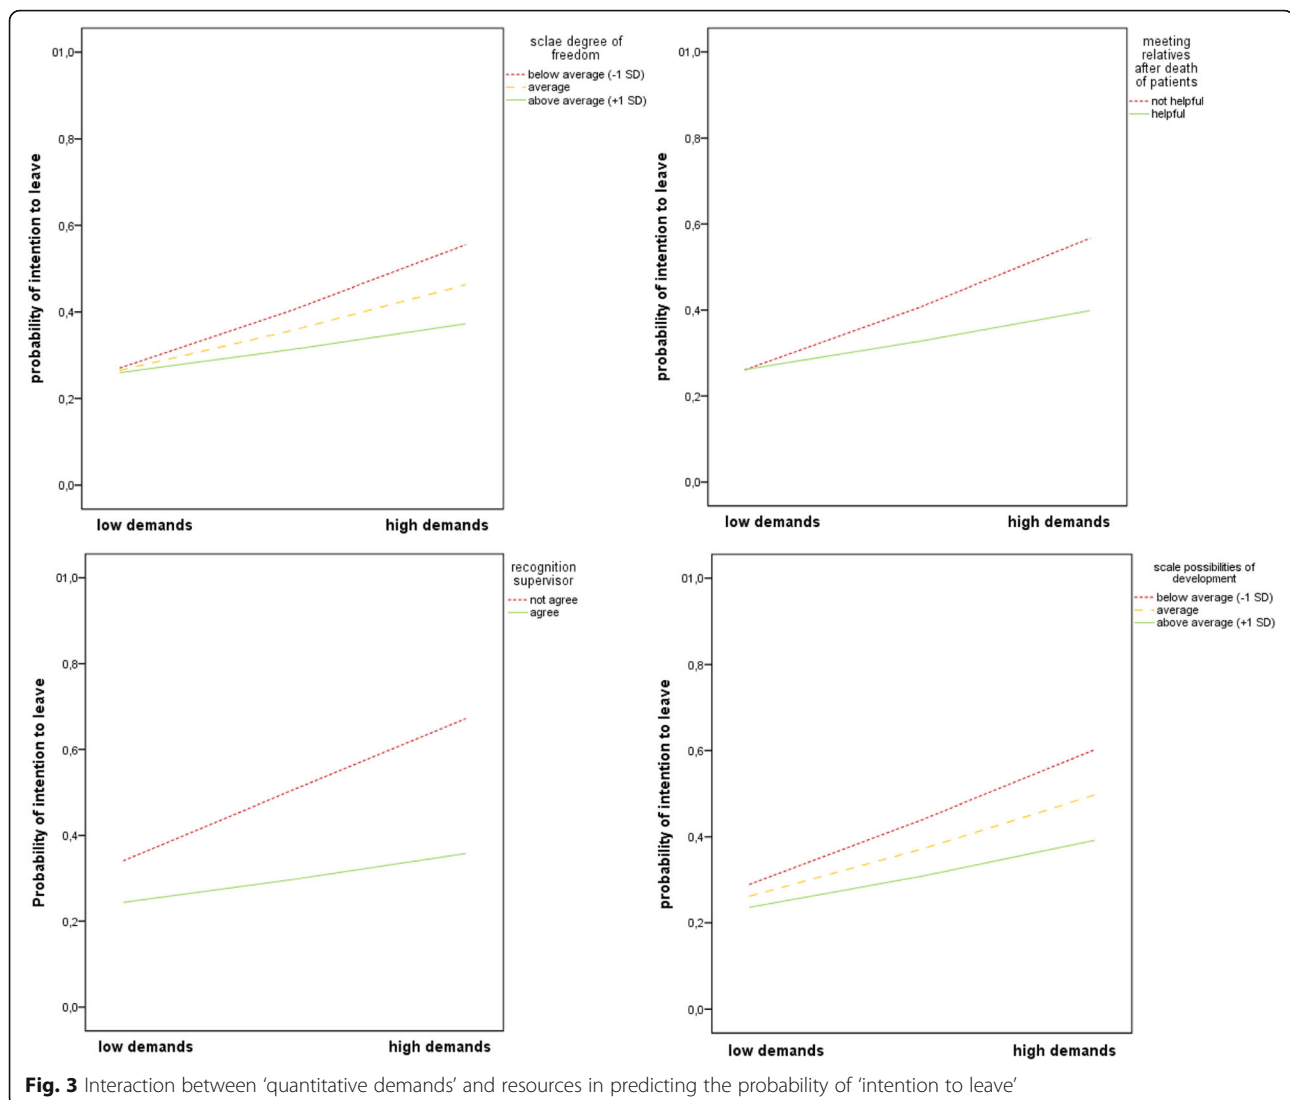 sclae degree of
freedom
below average (-1 SD)
average
above average (+1 SD)
01,0
0,8
0,6
0,4
0,2
0,0
probability of intention to leave
low demands
high demands
meeting
relatives
after death
of patients
not helpful
helpful
01,0
0,8
0,6
0,4
0,2
0,0
probability of intention to leave
low demands
high demands
recognition
supervisor
not agree
agree
01,0
0,8
0,6
0,4
0,2
0,0
Probability of intention to leave
low demands
high demands
scale possibilities of
development
below average (-1 SD)
average
above average (+1 SD)
01,0
0,8
0,6
0,4
0,2
0,0
probability of intention to leave
low demands
high demands
Fig. 3 Interaction between ‘quantitative demands’ and resources in predicting the probability of ‘intention to leave’